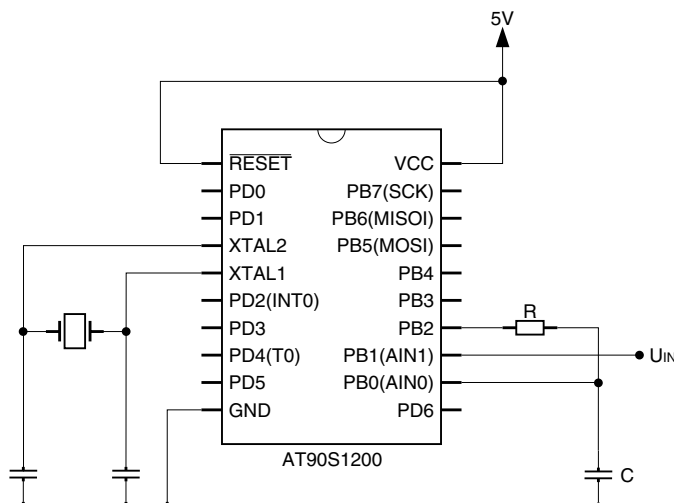 5V
RESET
VCC
PD0
PB7(SCK)
PD1
PB6(MISOI)
XTAL2
PB5(MOSI)
XTAL1
PB4
PD2(INT0)
PB3
PD3
PB2
R
PD4(T0)
PB1(AIN1)
UIN
PD5
PB0(AIN0)
GND
PD6
AT90S1200
C